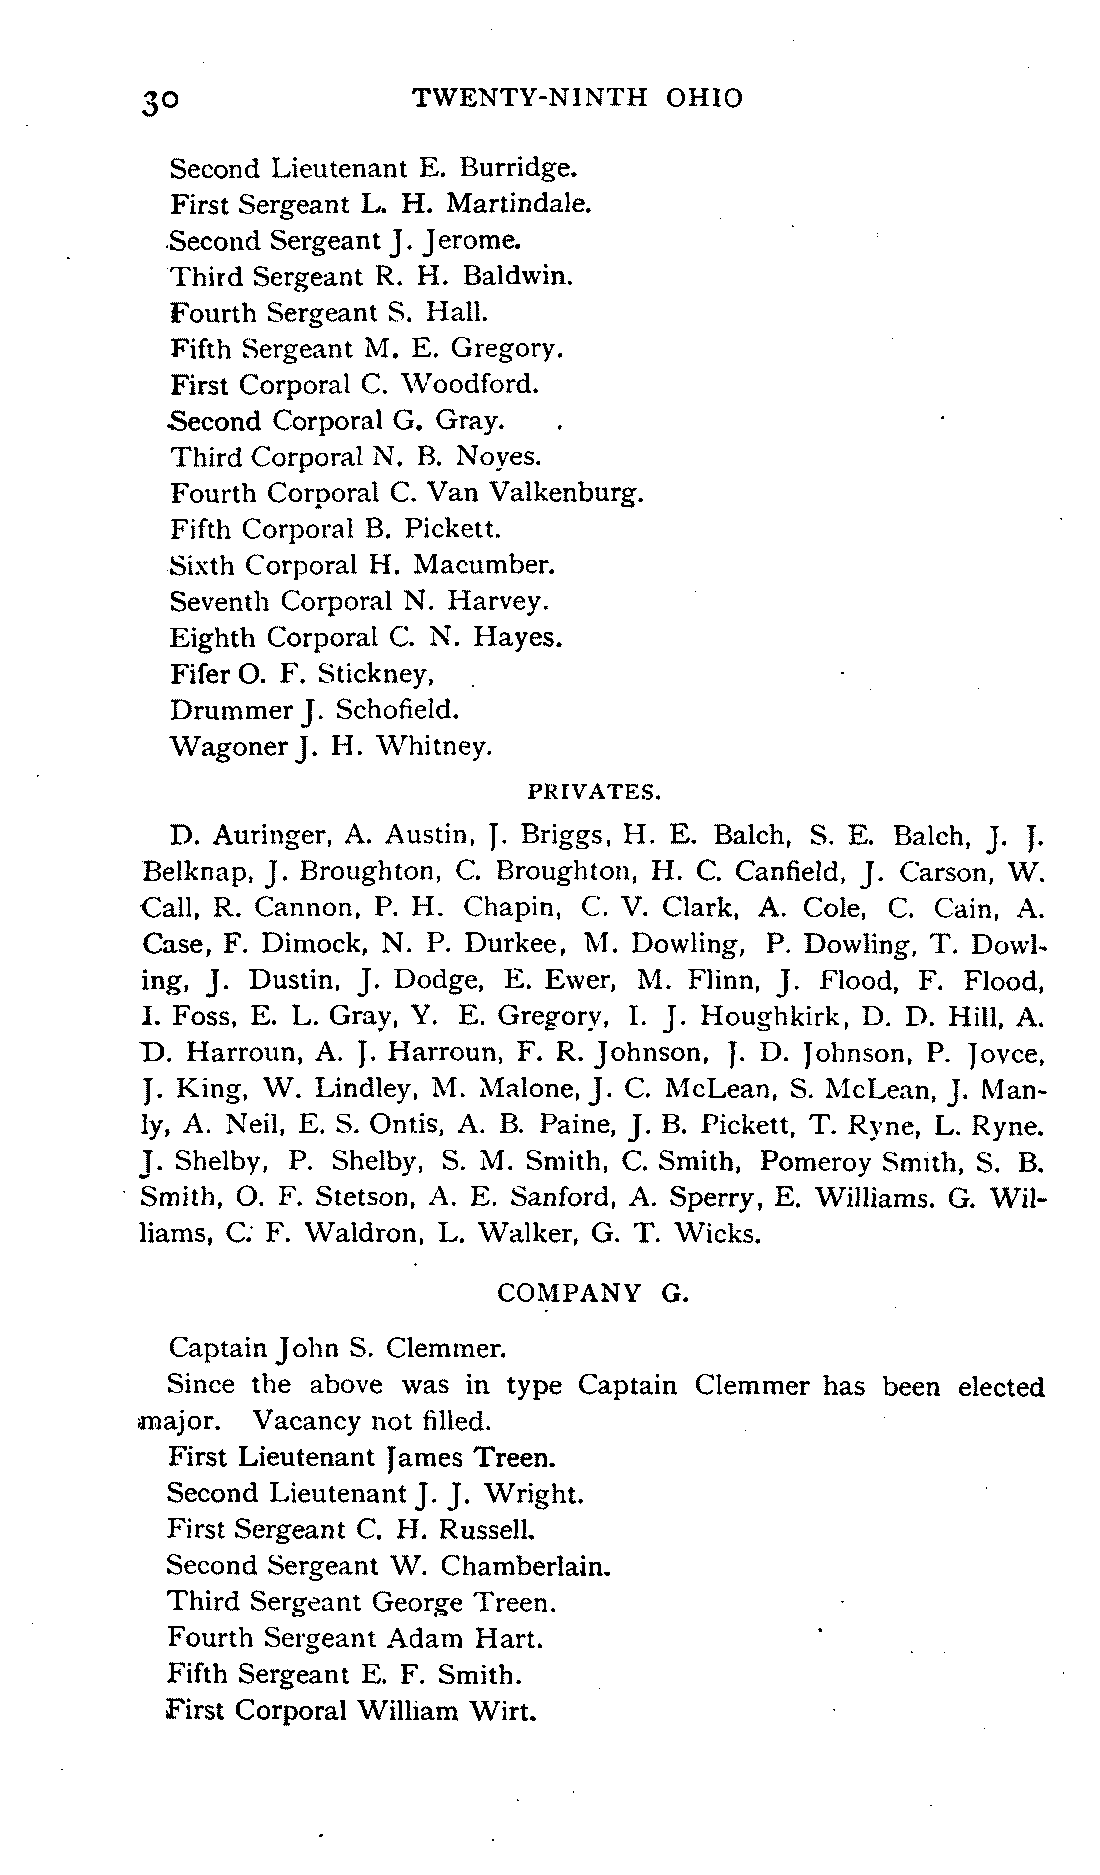 30 TWENTY-NINTH OHIO
Second Lieutenant E. Burridge.
First Sergeant L. H. Martindale.
Second Sergeant J. Jerome.
Third Sergeant R. H. Baldwin.
Fourth Sergeant S. Hall.
Fifth Sergeant M. E. Gregory.
First Corporal C. Woodford.
Second Corporal G. Gray.
Third Corporal N. B. Noyes.
Fourth Corporal C. Van Valkenburg.
Fifth Corporal B. Pickett.
Sixth Corporal H. Macumber.
Seventh Corporal N. Harvey.
Eighth Corporal C. N. Hayes.
Fifer O. F. Stickney,
Drummer J. Schofield.
Wagoner J. H. Whitney.
PRIVATES.
D. Auringer, A. Austin, J. Briggs, H. E. Balch, S. E. Balch, J. J.
Belknap, J. Broughton, C. Broughton, H. C. Canfield, J. Carson, W.
Call, R. Cannon, P. H. Chapin, C. V. Clark, A. Cole, C. Cain, A.
Case, F. Dimock, N. P. Durkee, M. Dowling, P. Dowling, T. Dowl-
ing, J. Dustin, J. Dodge, E. Ewer, M. Flinn, J. Flood, F. Flood,
I. Foss, E. L. Gray, Y. E. Gregory, I. J. Houghkirk, D. D. Hill, A.
D. Harroun, A. J. Harroun, F. R. Johnson, J. D. Johnson, P. Joyce,
J. King, W. Lindley, M. Malone, J. C. McLean, S. McLean, J. Man-
ly, A. Neil, E. S. Ontis, A. B. Paine, J. B. Pickett, T. Ryne, L. Ryne.
J. Shelby, P. Shelby, S. M. Smith, C. Smith, Pomeroy Smith, S. B.
Smith, O. F. Stetson, A. E. Sanford, A. Sperry, E. Williams. G. Wil-
liams, C. F. Waldron, L. Walker, G. T. Wicks.
COMPANY G.
Captain John S. Clemmer.
Since the above was in type Captain Clemmer has been elected
major. Vacancy not filled.
First Lieutenant James Treen.
Second Lieutenant J. J. Wright.
First Sergeant C. H. Russell.
Second Sergeant W. Chamberlain.
Third Sergeant George Treen.
Fourth Sergeant Adam Hart.
Fifth Sergeant E. F. Smith.
First Corporal William Wirt.